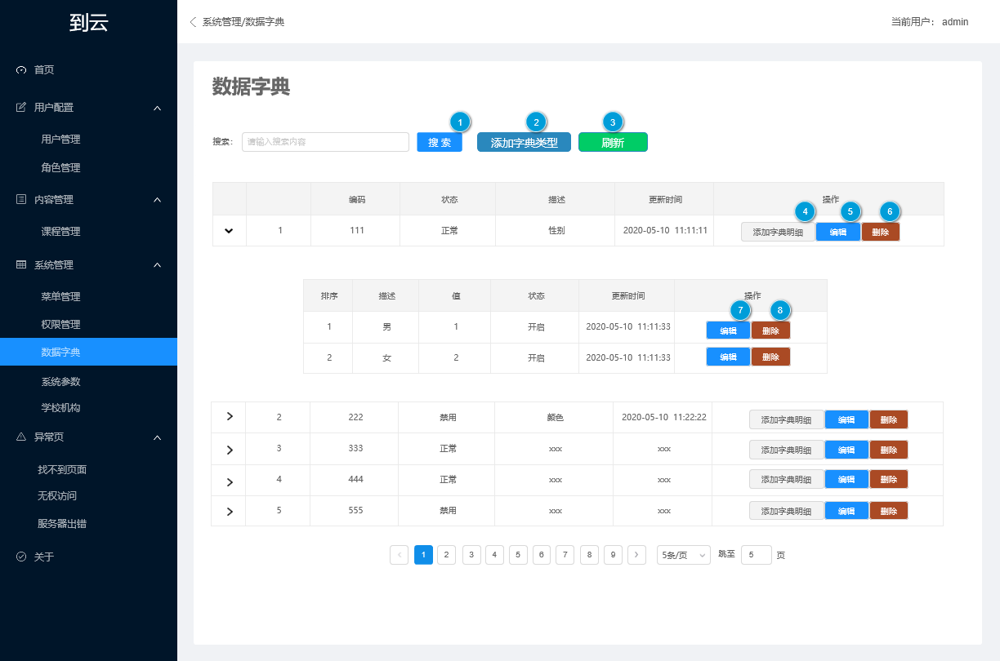 到云
首页
用户配置
用户管理
角色管理
内容管理
课程管理
系统管理
菜单管理
权限管理
数据字典
系统参数
学校机构
异常页
找不到页面
无权访问
服务器出错
关于
系统管理/数据字典
当前用户： admin
数据字典
1 2 3
搜索： 请输入搜索内容 搜 索 添加字典类型 刷新
编码 状态 描述 更新时间 操作
4 5 6
1 111 正常 性别 2020-05-10 11:11:11 添加字典明细 编辑 删除
排序 描述 值 状态 更新时间 操作
7 8
1 男 1 开启 2020-05-10 11:11:33 编辑 删除
2 女 2 开启 2020-05-10 11:11:33 编辑 删除
2 222 禁用 颜色 2020-05-10 11:22:22 添加字典明细 编辑 删除
3 333 正常 xxx xxx 添加字典明细 编辑 删除
4 444 正常 xxx xxx 添加字典明细 编辑 删除
5 555 禁用 xxx xxx 添加字典明细 编辑 删除
1 2 3 4 5 6 7 8 9 5条/页 跳至 5 页